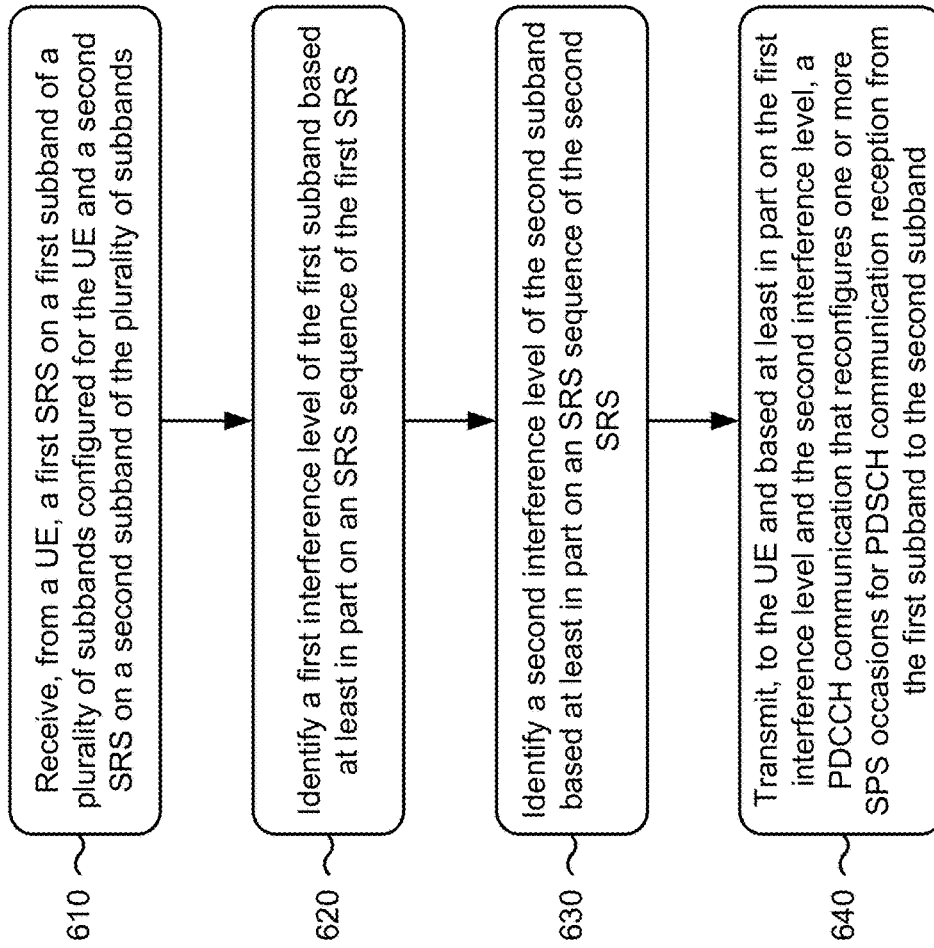 610
Receive, from a UE, a first SRS on a first subband of a
plurality of subbands configured for the UE and a second
SRS on a second subband of the plurality of subbands
620
Identify a first interference level of the first subband based
at least in part on an SRS sequence of the first SRS
630
Identify a second interference level of the second subband
based at least in part on an SRS sequence of the second
SRS
640
Transmit, to the UE and based at least in part on the first
interference level and the second interference level, a
PDCCH communication that reconfigures one or more
SPS occasions for PDSCH communication reception from
the first subband to the second subband